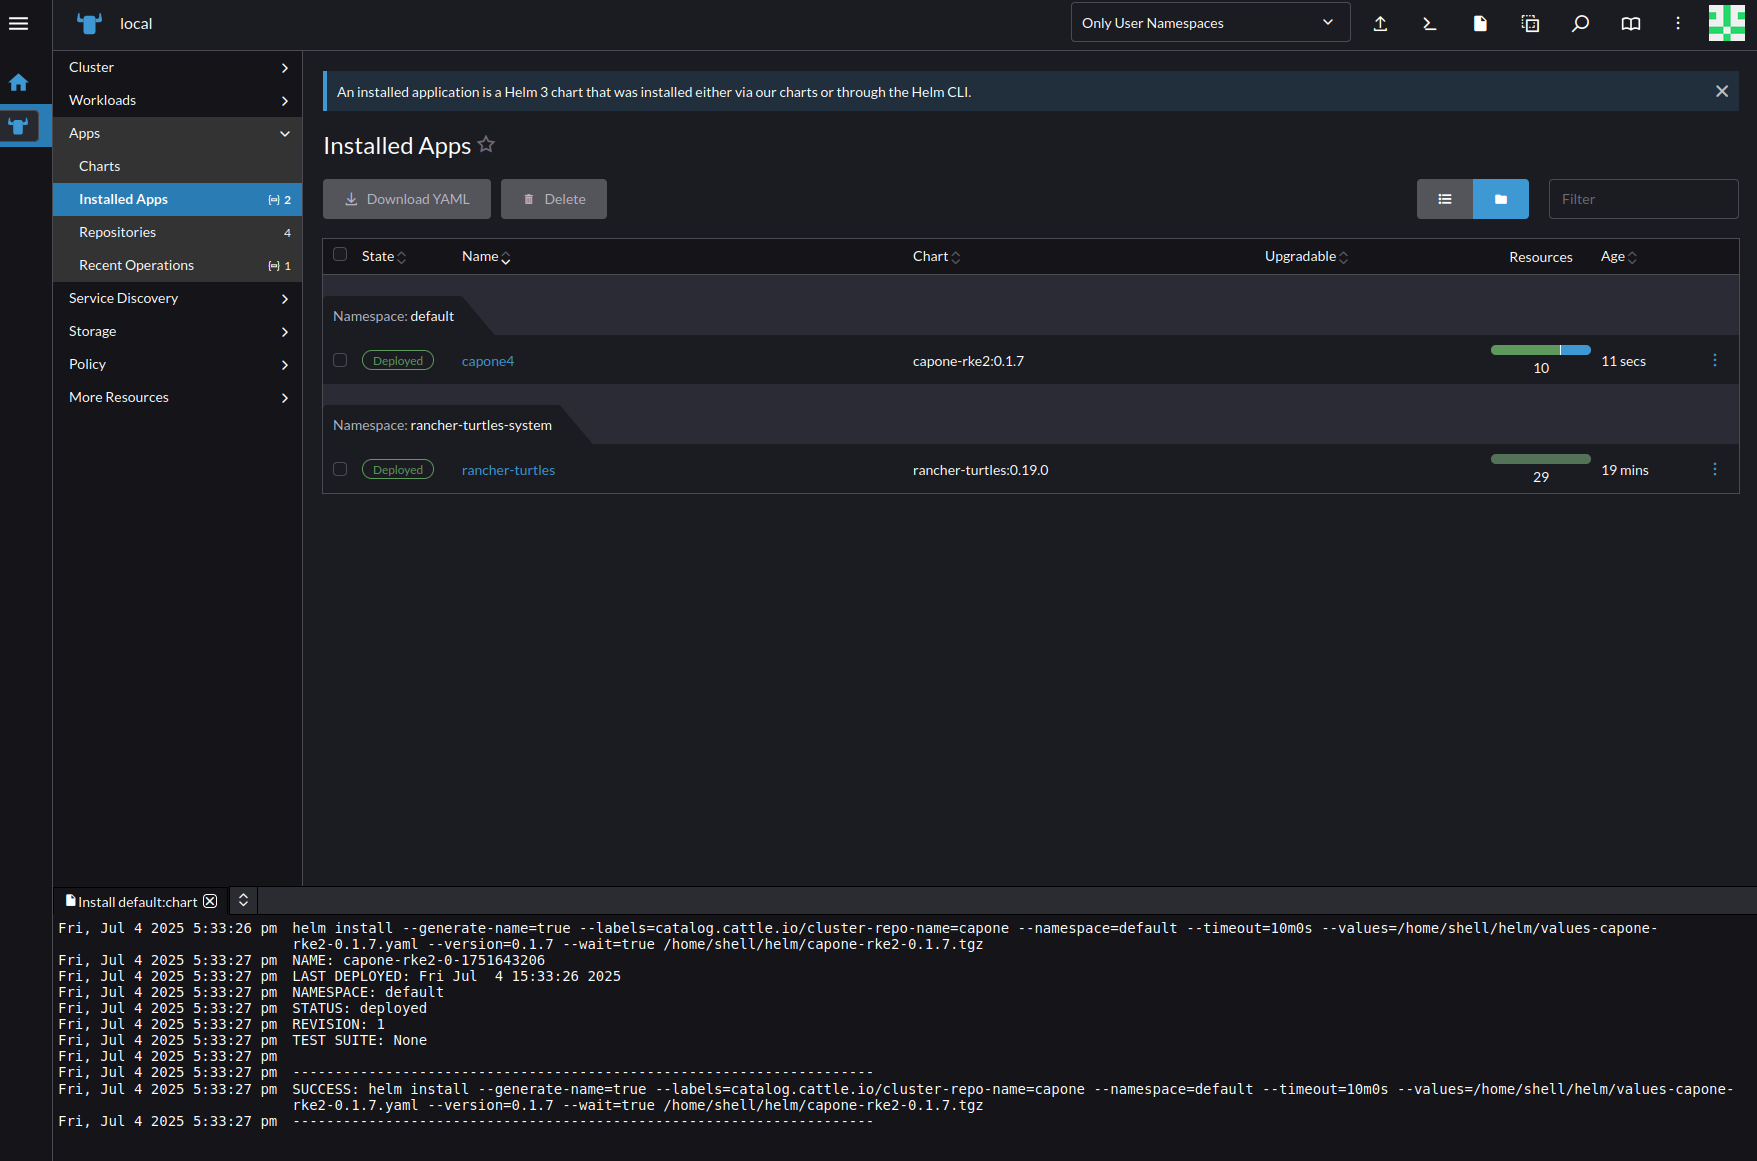 local
Only User Namespaces
Cluster
Workloads
Apps
Charts
Installed Apps 2
Repositories 4
Recent Operations 1
Service Discovery
Storage
Policy
More Resources
An installed application is a Helm 3 chart that was installed either via our charts or through the Helm CLI.
Installed Apps
Download YAML Delete Filter
State Name Chart Upgradable Resources Age
Namespace: default
Deployed capone4 capone-rke2:0.1.7 10 11 secs
Namespace: rancher-turtles-system
Deployed rancher-turtles rancher-turtles:0.19.0 29 19 mins
Install default:chart
Fri, Jul 4 2025 5:33:26 pm helm install --generate-name=true --labels=catalog.cattle.io/cluster-repo-name=capone --namespace=default --timeout=10m0s --values=/home/shell/helm/values-capone-
rke2-0.1.7.yaml --version=0.1.7 --wait=true /home/shell/helm/capone-rke2-0.1.7.tgz
Fri, Jul 4 2025 5:33:27 pm NAME: capone-rke2-0-1751643206
Fri, Jul 4 2025 5:33:27 pm LAST DEPLOYED: Fri Jul  4 15:33:26 2025
Fri, Jul 4 2025 5:33:27 pm NAMESPACE: default
Fri, Jul 4 2025 5:33:27 pm STATUS: deployed
Fri, Jul 4 2025 5:33:27 pm REVISION: 1
Fri, Jul 4 2025 5:33:27 pm TEST SUITE: None
Fri, Jul 4 2025 5:33:27 pm
Fri, Jul 4 2025 5:33:27 pm ---------------------------------------------------------------------
Fri, Jul 4 2025 5:33:27 pm SUCCESS: helm install --generate-name=true --labels=catalog.cattle.io/cluster-repo-name=capone --namespace=default --timeout=10m0s --values=/home/shell/helm/values-capone-
rke2-0.1.7.yaml --version=0.1.7 --wait=true /home/shell/helm/capone-rke2-0.1.7.tgz
Fri, Jul 4 2025 5:33:27 pm ---------------------------------------------------------------------